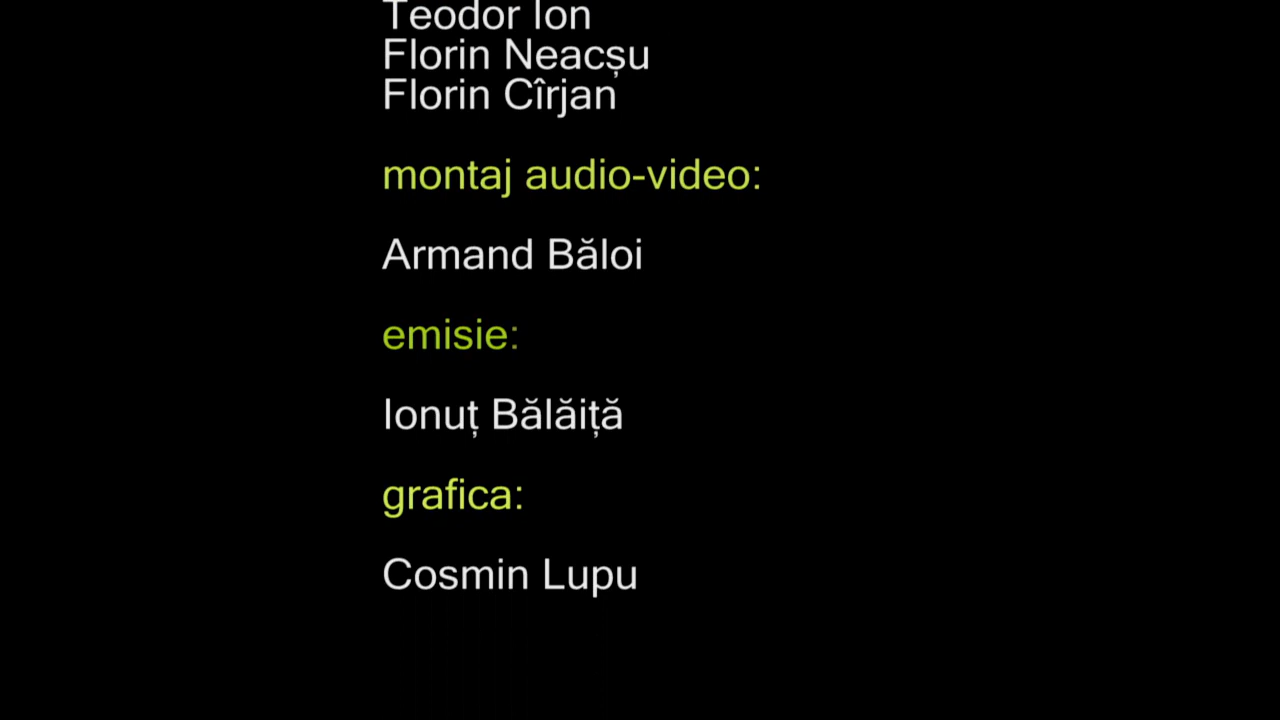 Teodor Ion
Florin Neacșu
Florin Cîrjan
montaj audio-video:
Armand Băloi
emisie:
Ionuț Bălăiță
grafica:
Cosmin Lupu